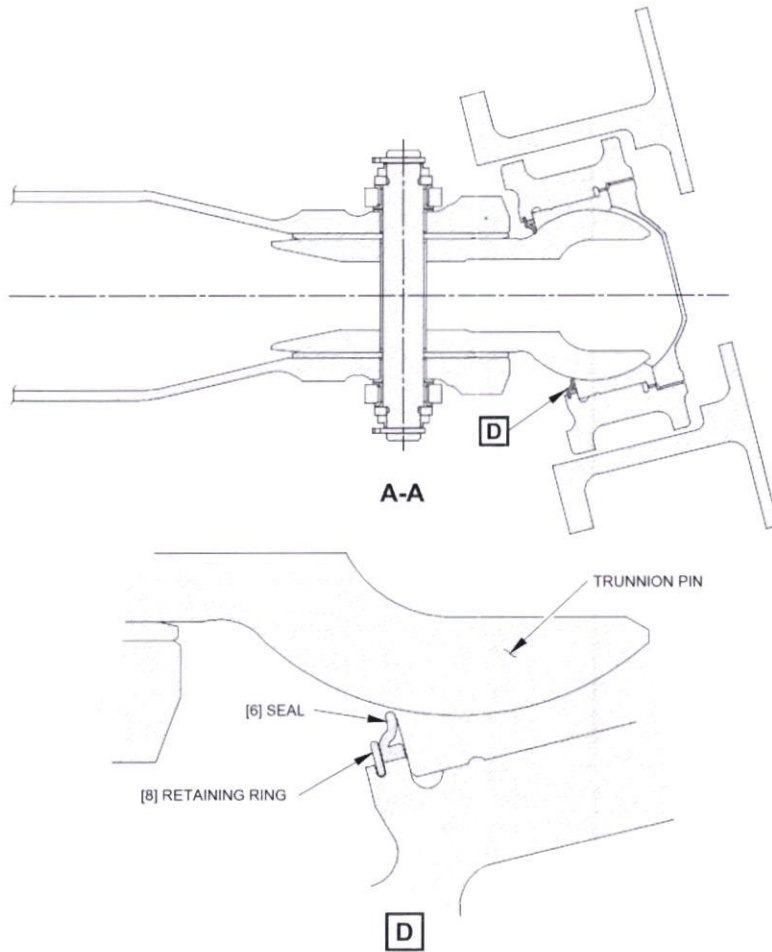 D
A-A
TRUNNION PIN
[6] SEAL
[8] RETAINING RING
D